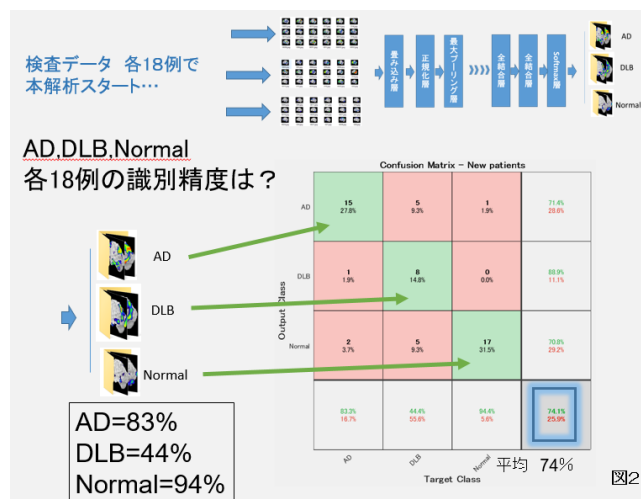 検査データ 各18例で
本解析スタート…
畳み込み層
正規化層
最大プーリング層
全結合層
全結合層
Softmax層
AD
DLB
Normal
AD,DLB,Normal
各18例の識別精度は？
AD
DLB
Normal
AD=83%
DLB=44%
Normal=94%
Confusion Matrix - New patients
Output Class
AD
15
27.8%
5
9.3%
1
1.9%
71.4%
28.6%
DLB
1
1.9%
8
14.8%
0
0.0%
88.9%
11.1%
Normal
2
3.7%
5
9.3%
17
31.5%
70.8%
29.2%
83.3%
16.7%
44.4%
55.6%
94.4%
5.6%
74.1%
25.9%
AD
DLB
Normal
Target Class
平均 74%
図2